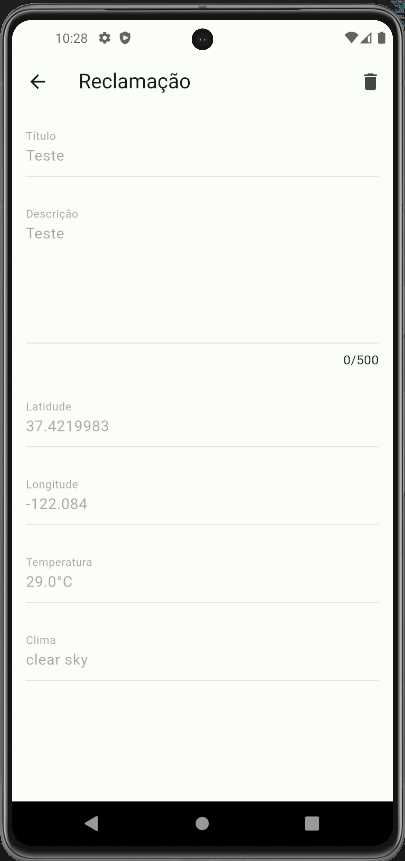 10:28
Reclamação
Título
Teste
Descrição
Teste
0/500
Latidude
37.4219983
Longitude
-122.084
Temperatura
29.0°C
Clima
clear sky